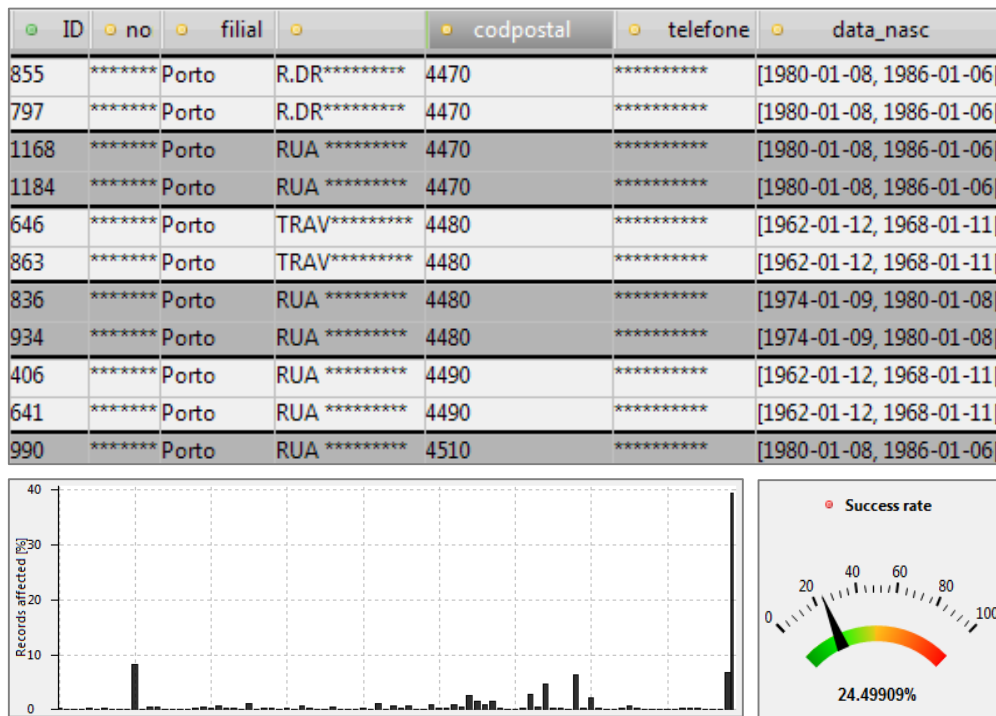 ID no filial codpostal telefone data_nasc
855 ******* Porto R.DR********* 4470 ********** [1980-01-08, 1986-01-06[
797 ******* Porto R.DR********* 4470 ********** [1980-01-08, 1986-01-06[
1168 ******* Porto RUA ********* 4470 ********** [1980-01-08, 1986-01-06[
1184 ******* Porto RUA ********* 4470 ********** [1980-01-08, 1986-01-06[
646 ******* Porto TRAV********* 4480 ********** [1962-01-12, 1968-01-11[
863 ******* Porto TRAV********* 4480 ********** [1962-01-12, 1968-01-11[
836 ******* Porto RUA ********* 4480 ********** [1974-01-09, 1980-01-08[
934 ******* Porto RUA ********* 4480 ********** [1974-01-09, 1980-01-08[
406 ******* Porto RUA ********* 4490 ********** [1962-01-12, 1968-01-11[
641 ******* Porto RUA ********* 4490 ********** [1962-01-12, 1968-01-11[
990 ******* Porto RUA ********* 4510 ********** [1980-01-08, 1986-01-06[
Records affected [%]
40
30
20
10
0
Success rate
0 20 40 60 80 100
24.49909%